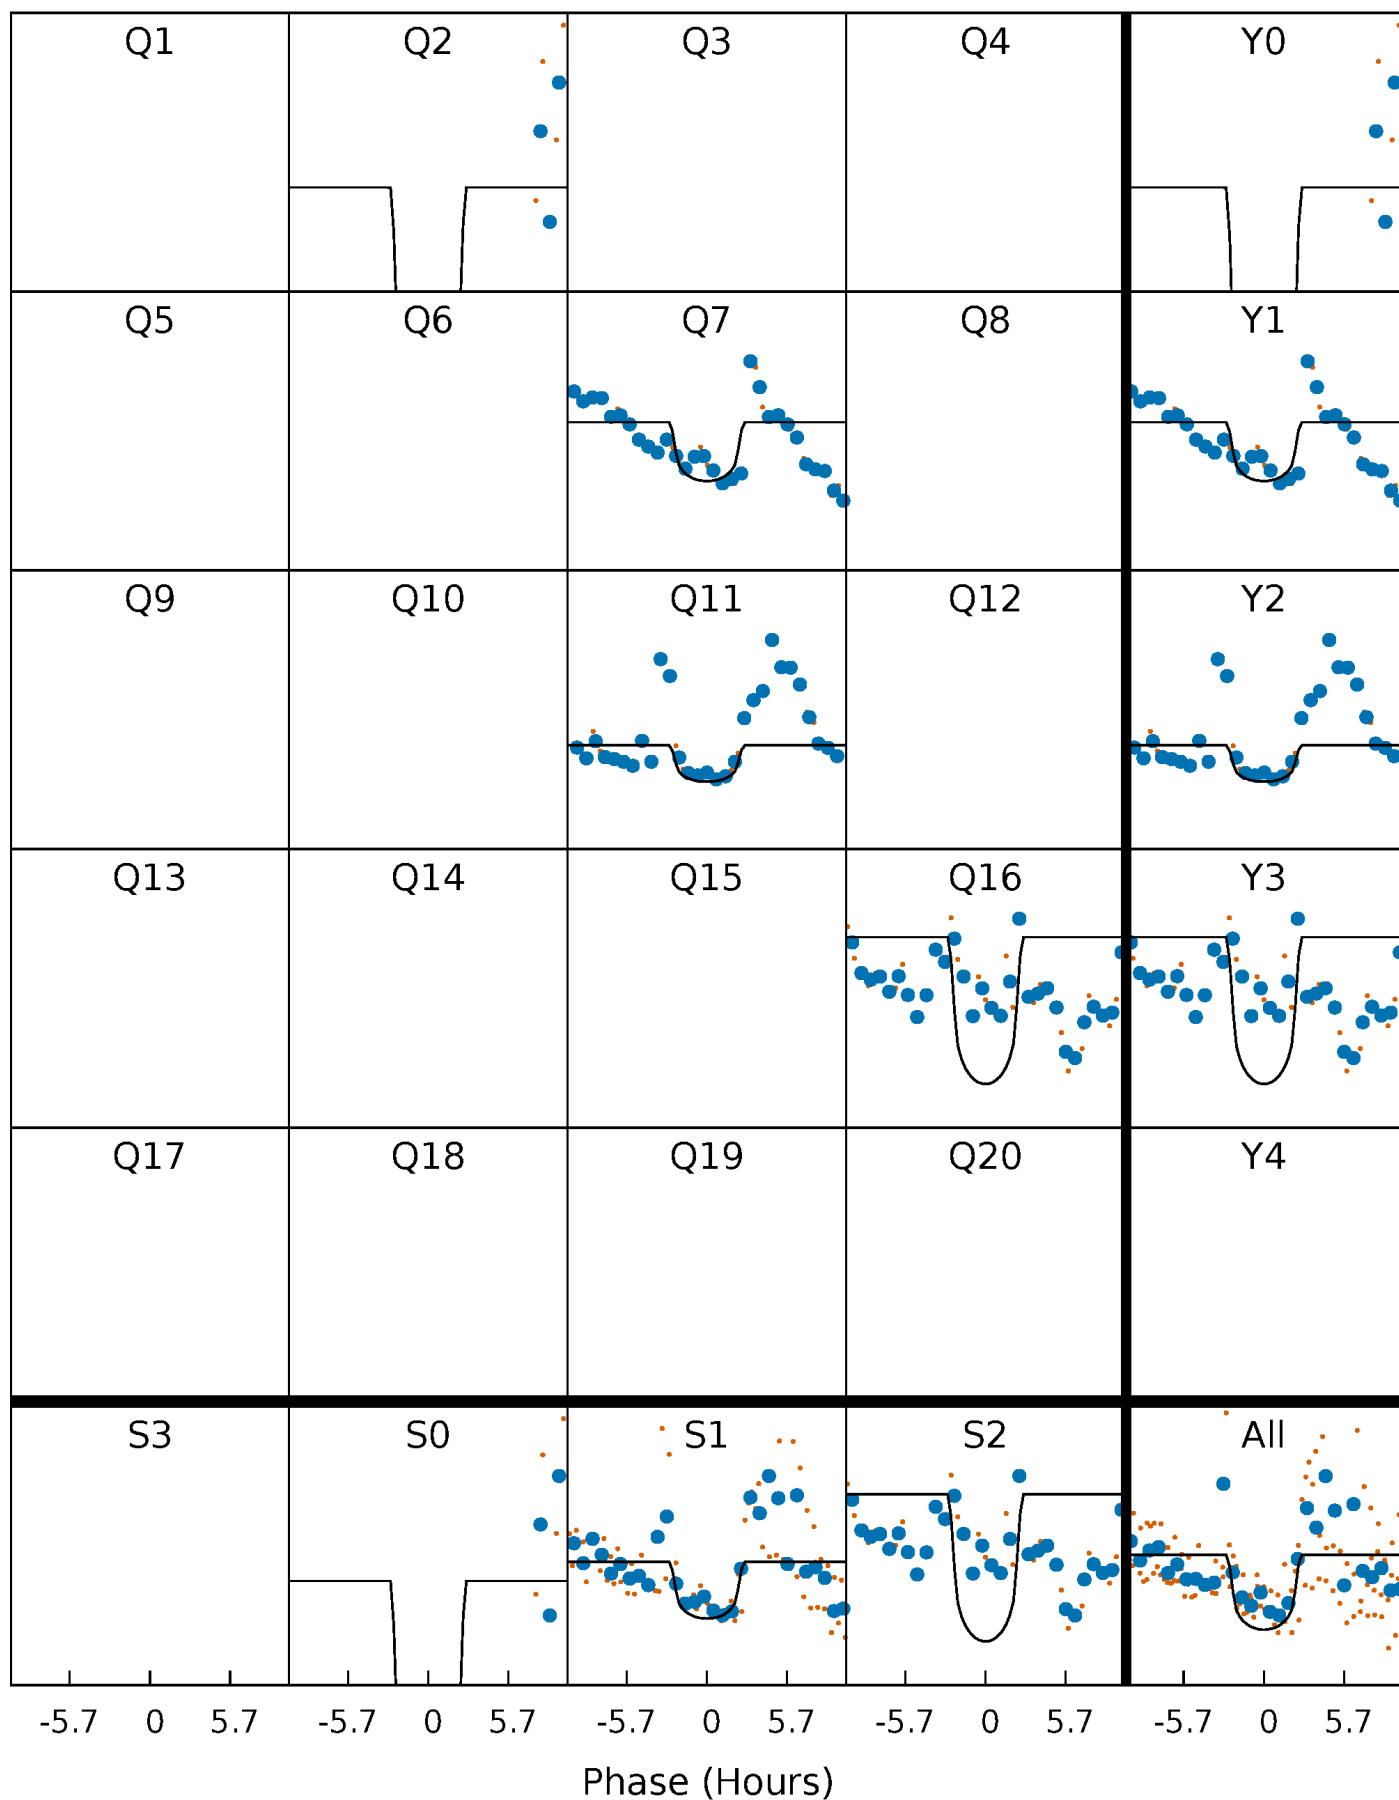 Q1 Q2 Q3 Q4 Y0
Q5 Q6 Q7 Q8 Y1
Q9 Q10 Q11 Q12 Y2
Q13 Q14 Q15 Q16 Y3
Q17 Q18 Q19 Q20 Y4
S3 S0 S1 S2 All
-5.7 0 5.7 -5.7 0 5.7 -5.7 0 5.7 -5.7 0 5.7 -5.7 0 5.7
Phase (Hours)